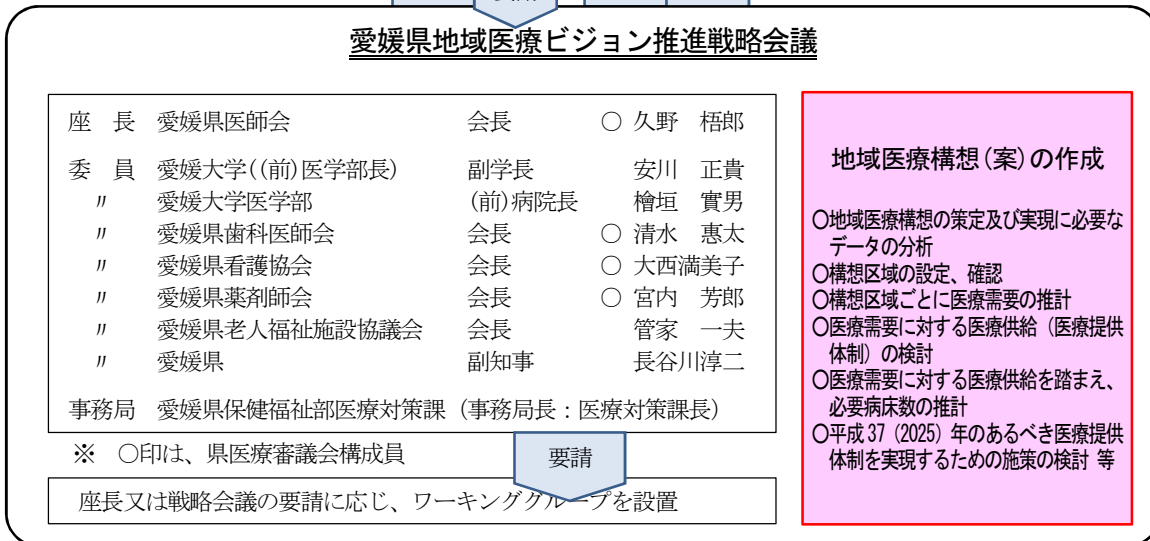 愛媛県地域医療ビジョン推進戦略会議
座　長　愛媛県医師会　会長　○ 久野　梧郎
委　員　愛媛大学((前)医学部長)　副学長　安川　正貴
〃　愛媛大学医学部　(前)病院長　檜垣　實男
〃　愛媛県歯科医師会　会長　○ 清水　惠太
〃　愛媛県看護協会　会長　○ 大西満美子
〃　愛媛県薬剤師会　会長　○ 宮内　芳郎
〃　愛媛県老人福祉施設協議会　会長　管家　一夫
〃　愛媛県　副知事　長谷川淳二
事務局　愛媛県保健福祉部医療対策課（事務局長：医療対策課長）
※　○印は、県医療審議会構成員
要請
座長又は戦略会議の要請に応じ、ワーキンググループを設置
地域医療構想(案)の作成
○地域医療構想の策定及び実現に必要な
データの分析
○構想区域の設定、確認
○構想区域ごとに医療需要の推計
○医療需要に対する医療供給（医療提供
体制）の検討
○医療需要に対する医療供給を踏まえ、
必要病床数の推計
○平成 37（2025）年のあるべき医療提供
体制を実現するための施策の検討 等